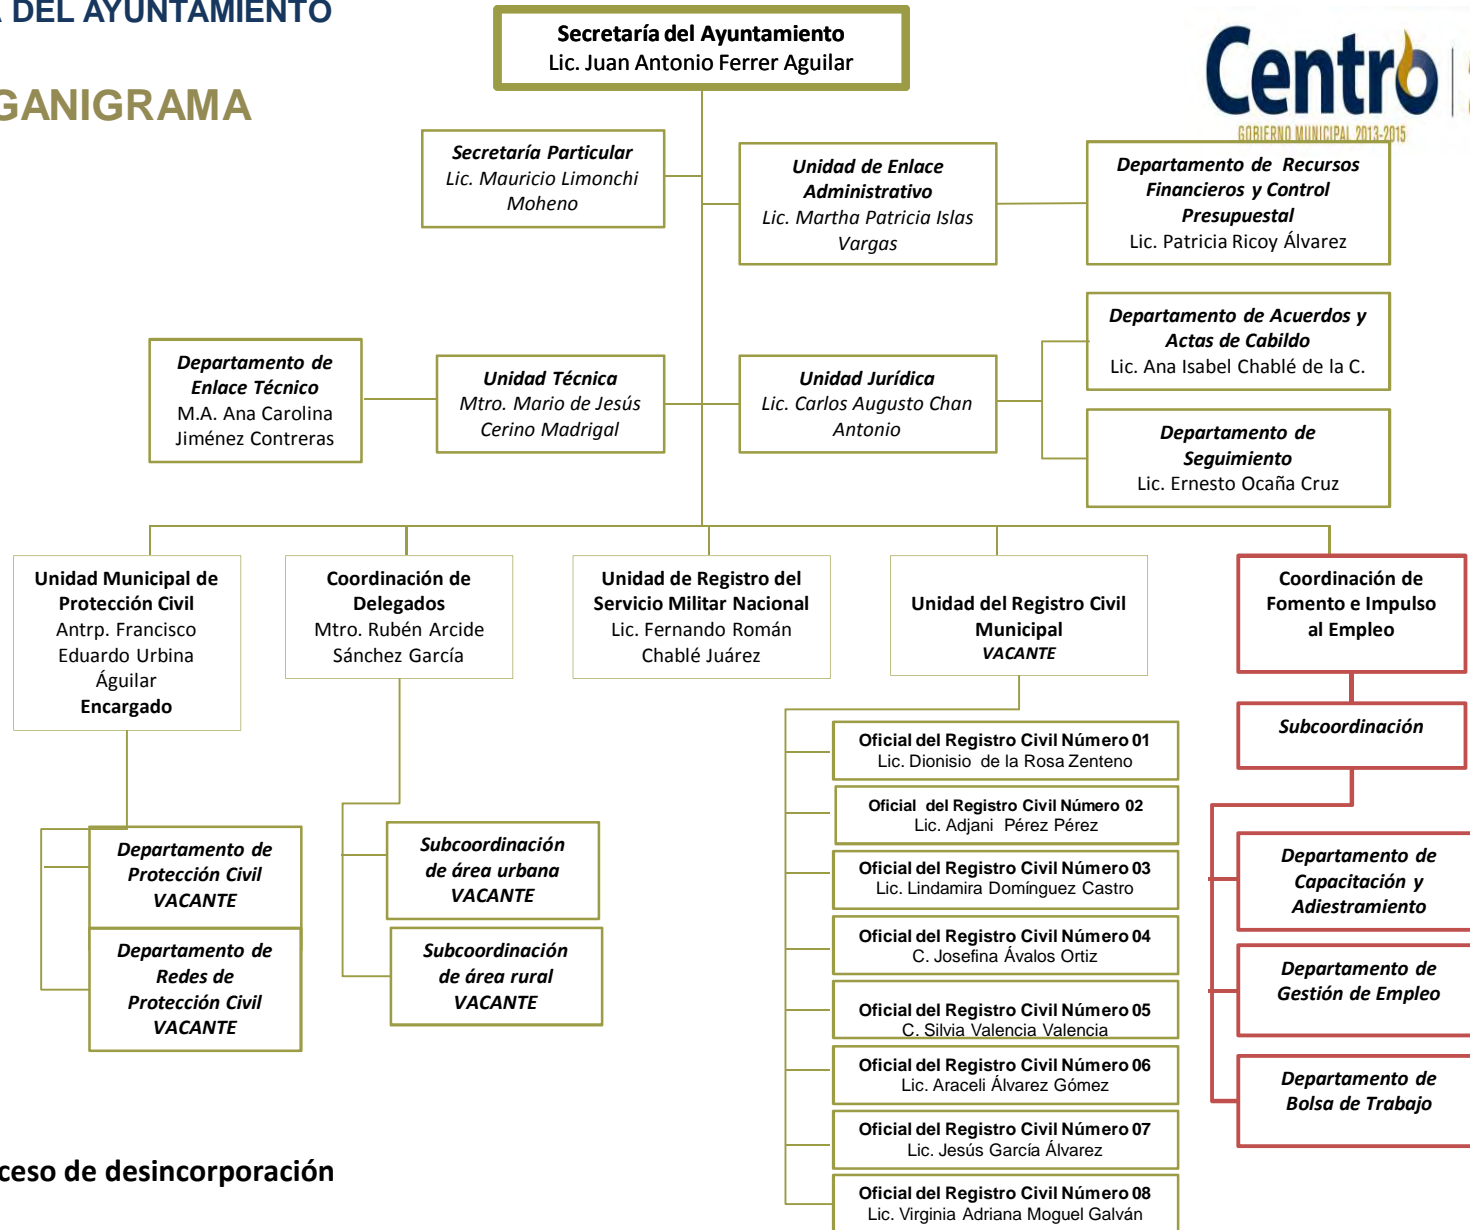 A DEL AYUNTAMIENTO
GANIGRAMA
Centro
GOBIERNO MUNICIPAL 2013-2015
Secretaría del Ayuntamiento
Lic. Juan Antonio Ferrer Aguilar
Secretaría Particular
Lic. Mauricio Limonchi
Moheno
Unidad de Enlace
Administrativo
Lic. Martha Patricia Islas
Vargas
Departamento de Recursos
Financieros y Control
Presupuestal
Lic. Patricia Ricoy Álvarez
Departamento de
Enlace Técnico
M.A. Ana Carolina
Jiménez Contreras
Unidad Técnica
Mtro. Mario de Jesús
Cerino Madrigal
Unidad Jurídica
Lic. Carlos Augusto Chan
Antonio
Departamento de Acuerdos y
Actas de Cabildo
Lic. Ana Isabel Chablé de la C.
Departamento de
Seguimiento
Lic. Ernesto Ocaña Cruz
Unidad Municipal de
Protección Civil
Antrp. Francisco
Eduardo Urbina
Águilar
Encargado
Coordinación de
Delegados
Mtro. Rubén Arcide
Sánchez García
Unidad de Registro del
Servicio Militar Nacional
Lic. Fernando Román
Chablé Juárez
Unidad del Registro Civil
Municipal
VACANTE
Coordinación de
Fomento e Impulso
al Empleo
Subcoordinación
Departamento de
Protección Civil
VACANTE
Departamento de
Redes de
Protección Civil
VACANTE
Subcoordinación
de área urbana
VACANTE
Subcoordinación
de área rural
VACANTE
Oficial del Registro Civil Número 01
Lic. Dionisio de la Rosa Zenteno
Oficial del Registro Civil Número 02
Lic. Adjani Pérez Pérez
Oficial del Registro Civil Número 03
Lic. Lindamira Domínguez Castro
Oficial del Registro Civil Número 04
C. Josefina Ávalos Ortiz
Oficial del Registro Civil Número 05
C. Silvia Valencia Valencia
Oficial del Registro Civil Número 06
Lic. Araceli Álvarez Gómez
Oficial del Registro Civil Número 07
Lic. Jesús García Álvarez
Oficial del Registro Civil Número 08
Lic. Virginia Adriana Moguel Galván
Departamento de
Capacitación y
Adiestramiento
Departamento de
Gestión de Empleo
Departamento de
Bolsa de Trabajo
ceso de desincorporación